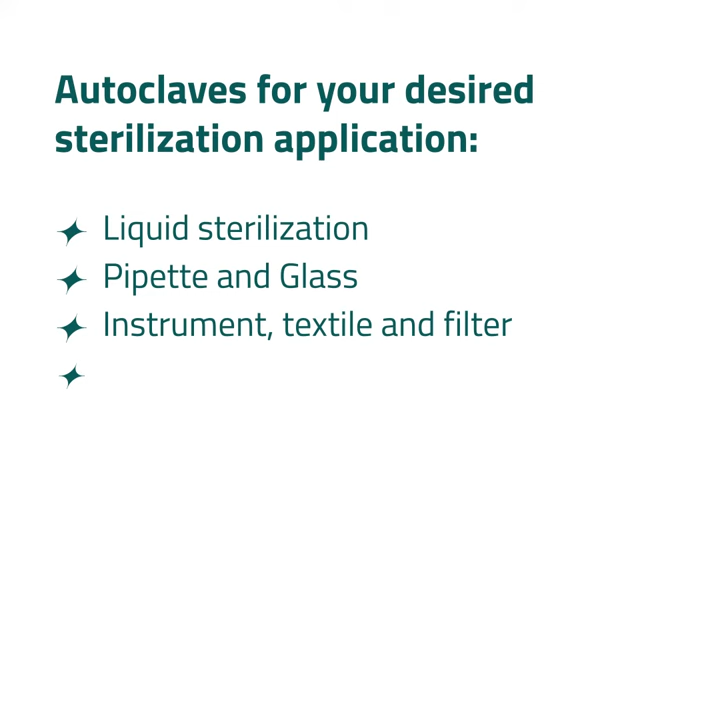 Autoclaves for your desired
sterilization application:
Liquid sterilization
Pipette and Glass
Instrument, textile and filter